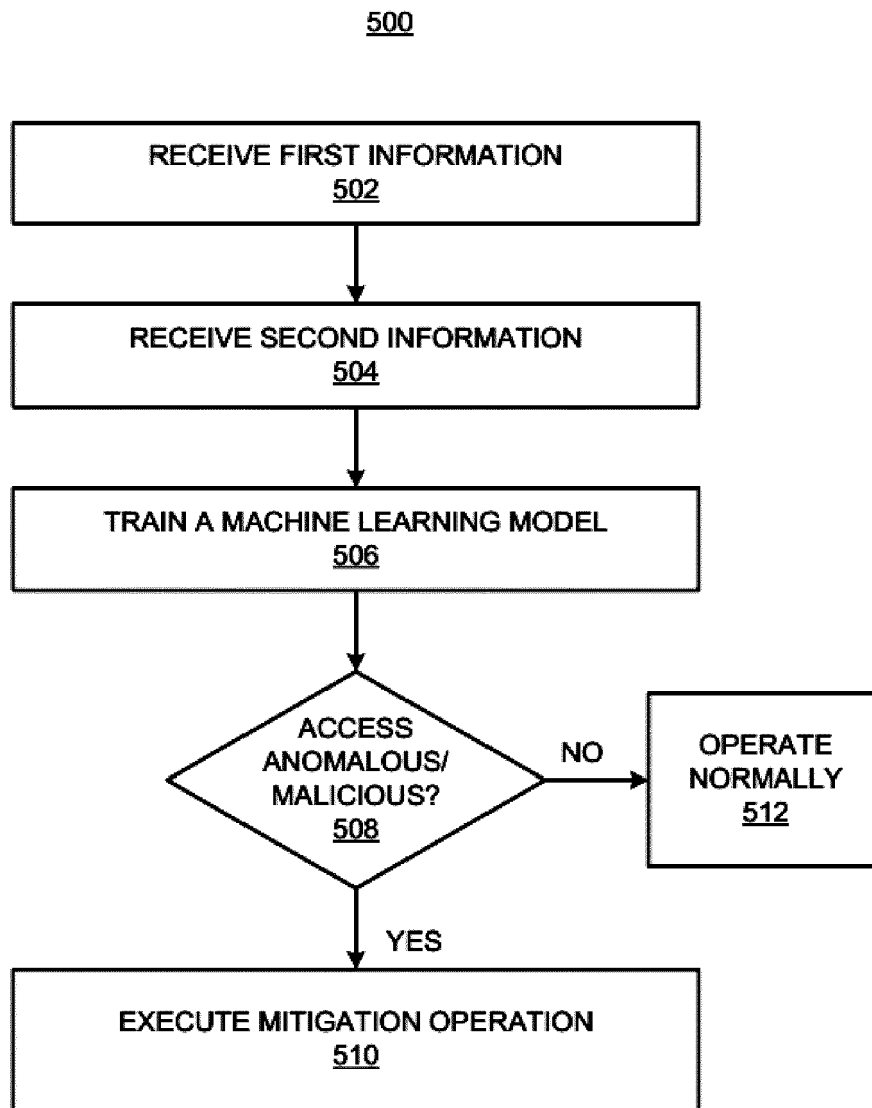 500
RECEIVE FIRST INFORMATION
502
RECEIVE SECOND INFORMATION
504
TRAIN A MACHINE LEARNING MODEL
506
ACCESS
ANOMALOUS/
MALICIOUS?
508
NO
OPERATE
NORMALLY
512
YES
EXECUTE MITIGATION OPERATION
510